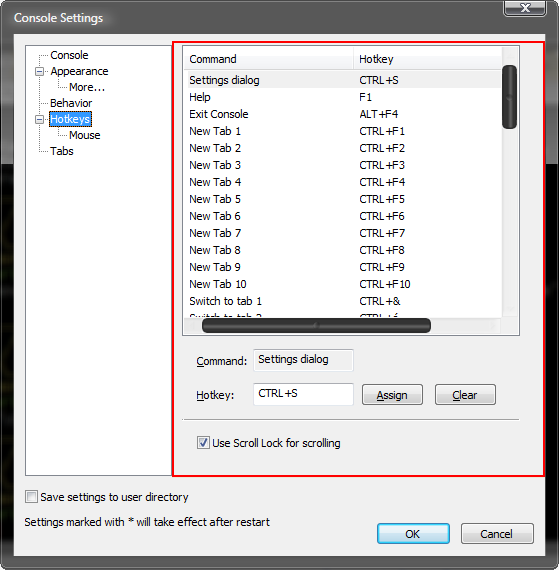 Console Settings
Console
Appearance
More...
Behavior
Hotkeys
Mouse
Tabs
Command Hotkey
Settings dialog CTRL+S
Help F1
Exit Console ALT+F4
New Tab 1 CTRL+F1
New Tab 2 CTRL+F2
New Tab 3 CTRL+F3
New Tab 4 CTRL+F4
New Tab 5 CTRL+F5
New Tab 6 CTRL+F6
New Tab 7 CTRL+F7
New Tab 8 CTRL+F8
New Tab 9 CTRL+F9
New Tab 10 CTRL+F10
Switch to tab 1 CTRL+&
Switch to tab 2 CTRL+é
Command: Settings dialog
Hotkey: CTRL+S Assign Clear
Use Scroll Lock for scrolling
Save settings to user directory
Settings marked with * will take effect after restart
OK Cancel